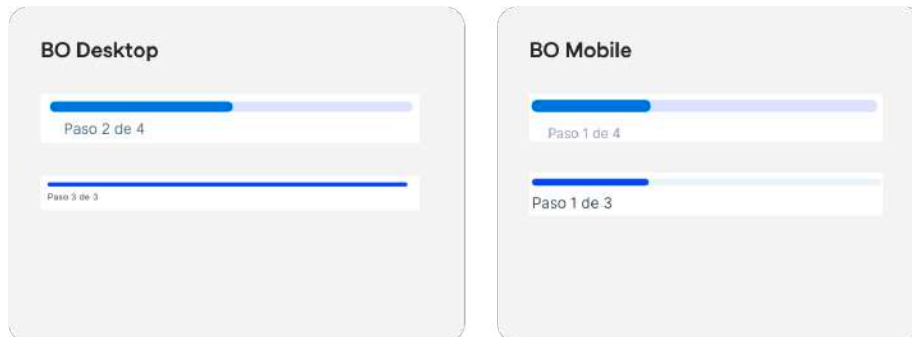 BO Desktop
Paso 2 de 4
Paso 3 de 3
BO Mobile
Paso 1 de 4
Paso 1 de 3